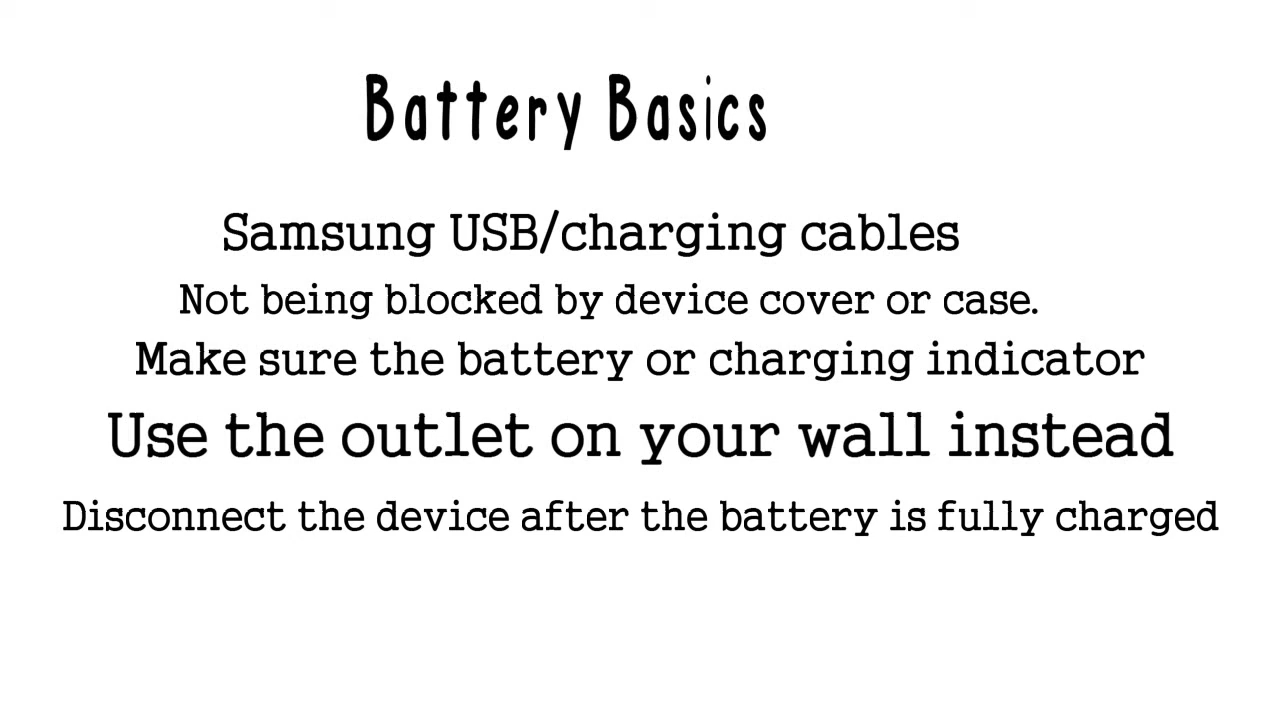 Battery Basics
Samsung USB/charging cables
Not being blocked by device cover or case.
Make sure the battery or charging indicator
Use the outlet on your wall instead
Disconnect the device after the battery is fully charged